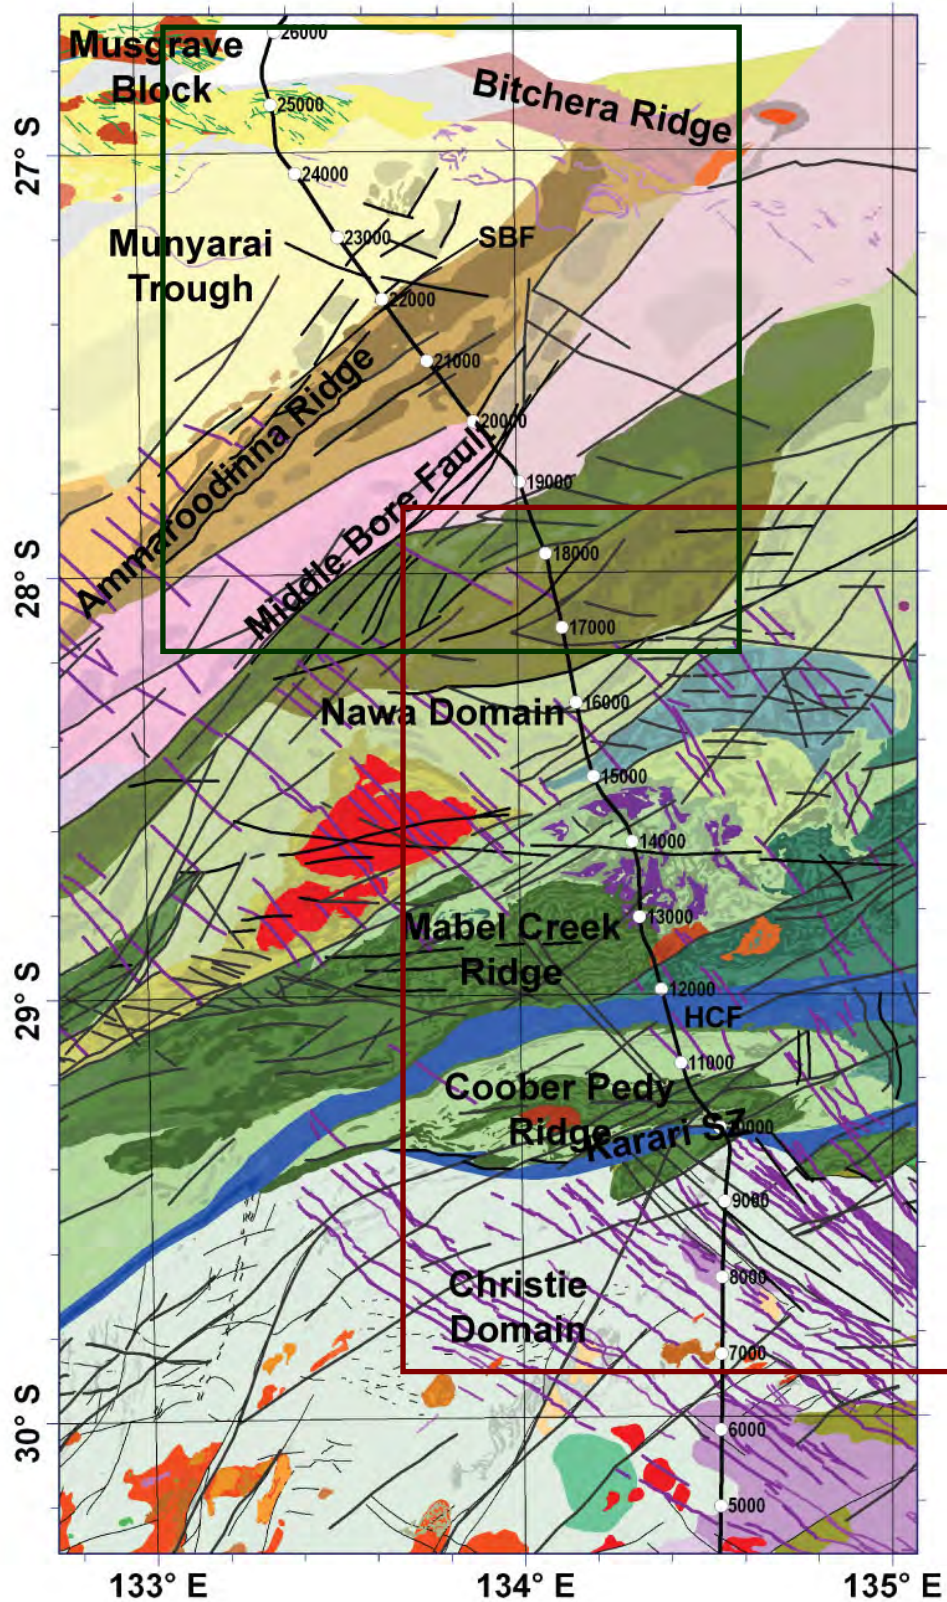 26000
Musgrave
Block
Bitchera Ridge
25000
27° S
24000
Munyarai
Trough
23000
SBF
22000
21000
Ammaroodinna Ridge
20000
Middle Bore Fault
19000
28° S
18000
17000
16000
Nawa Domain
15000
14000
13000
Mabel Creek
Ridge
12000
29° S
HCF
11000
Coober Pedy
Ridge
Karari SZ
10000
9000
8000
Christie
Domain
7000
30° S
6000
5000
133° E
134° E
135° E